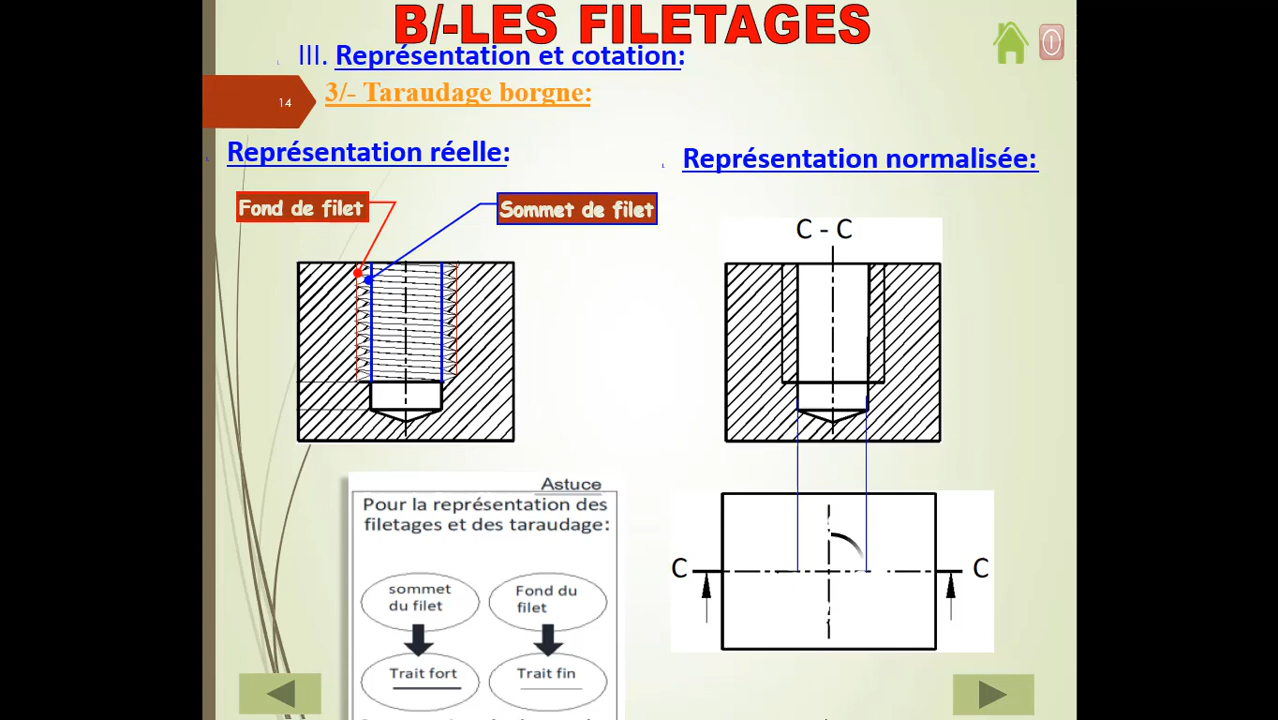 B/-LES FILETAGES
III. Représentation et cotation:
14
3/- Taraudage borgne:
Représentation réelle:
Représentation normalisée:
Fond de filet
Sommet de filet
C - C
Astuce
Pour la représentation des
filetages et des taraudage:
sommet
du filet
Fond du
filet
Trait fort
Trait fin
C
C